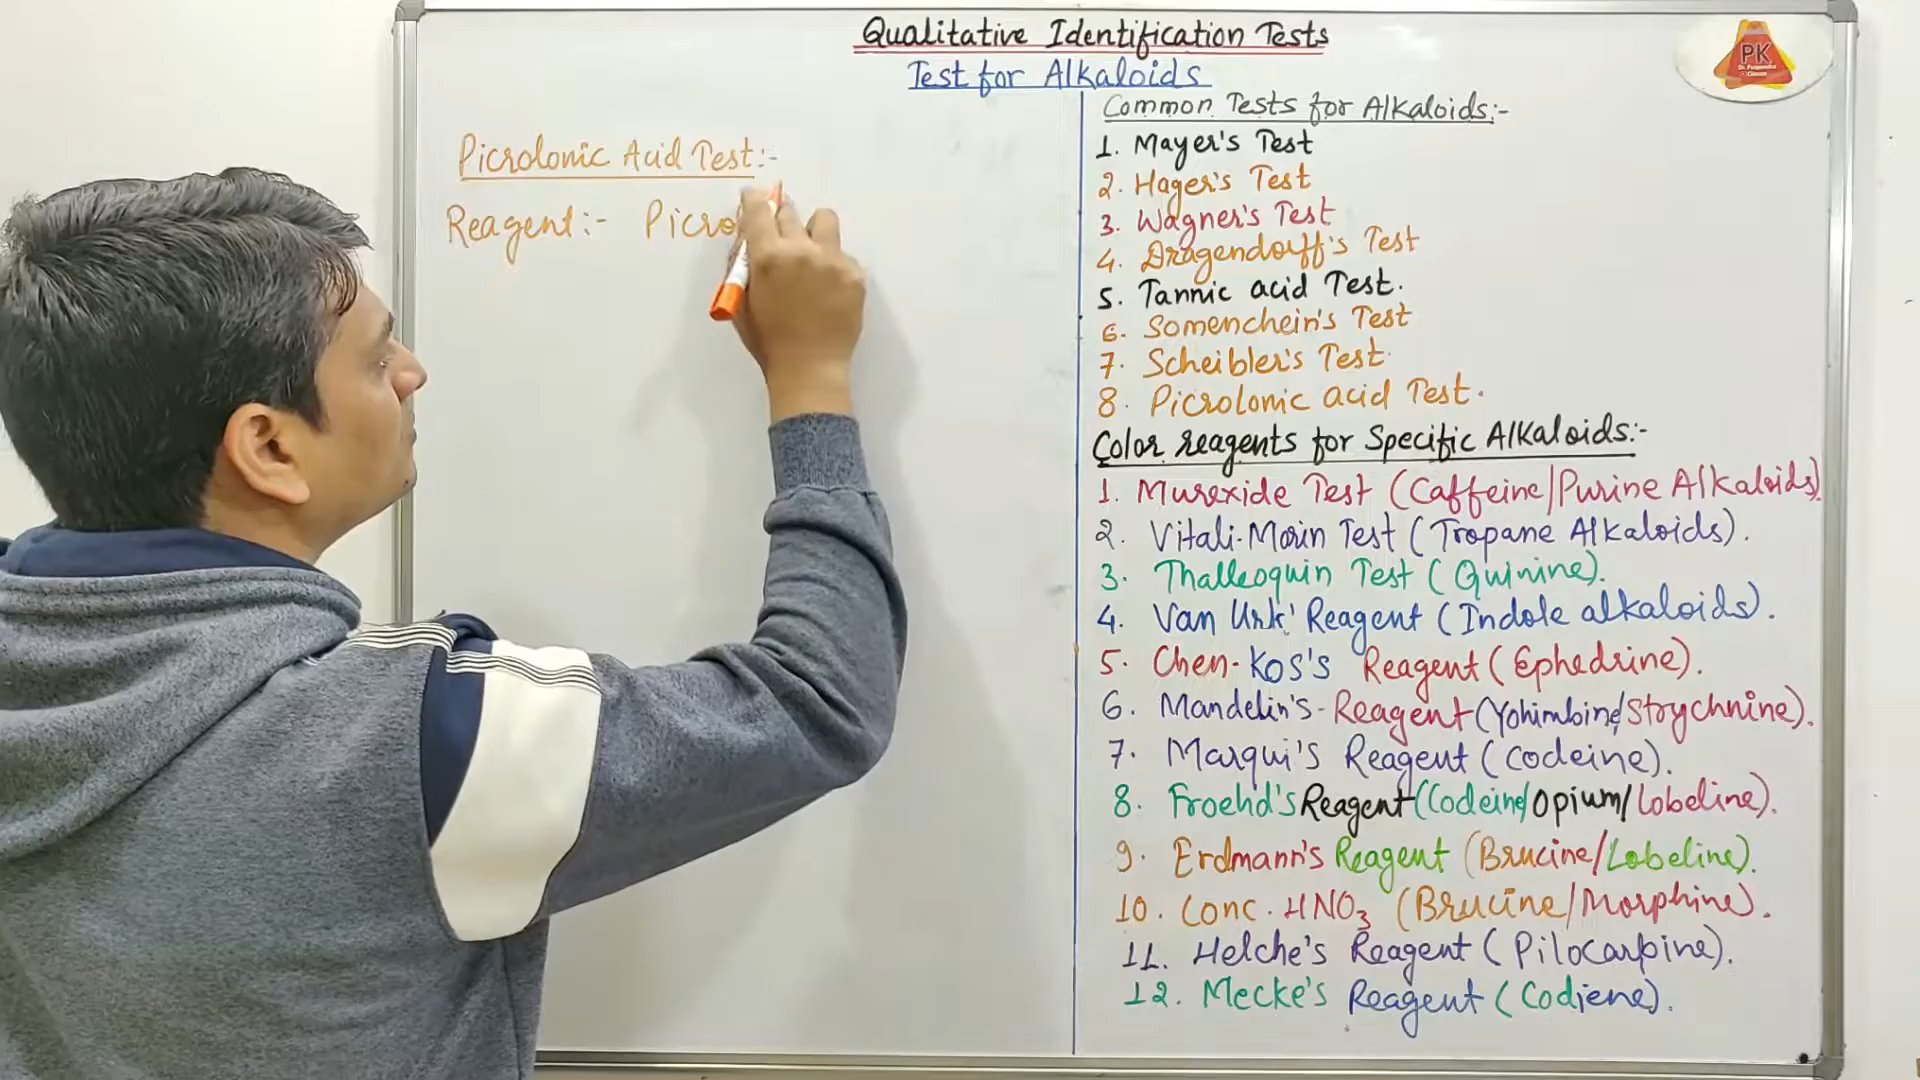 Qualitative Identification Tests
Test for Alkaloids
PK
Picrolonic Acid Test:-
Reagent:- Picro
Common Tests for Alkaloids:-
1. Mayer's Test
2. Hager's Test
3. Wagner's Test
4. Dragendorff's Test
5. Tannic acid Test.
6. Somenchein's Test
7. Scheibler's Test.
8. Picrolonic acid Test.
Color reagents for Specific Alkaloids:-
1. Murexide Test (Caffeine/Purine Alkaloids)
2. Vitali-Morin Test (Tropane Alkaloids).
3. Thalleoquin Test (Quinine).
4. Van Urk' Reagent (Indole alkaloids).
5. Chen-Kos's Reagent (Ephedrine).
6. Mandelin's-Reagent (Yohimbine/Strychnine).
7. Marqui's Reagent (Codeine).
8. Froehd's Reagent (Codeine/Opium/Lobeline).
9. Erdmann's Reagent (Brucine/Lobeline).
10. Conc. HNO₃ (Brucine/Morphine).
11. Helche's Reagent (Pilocarpine).
12. Mecke's Reagent (Codiene).